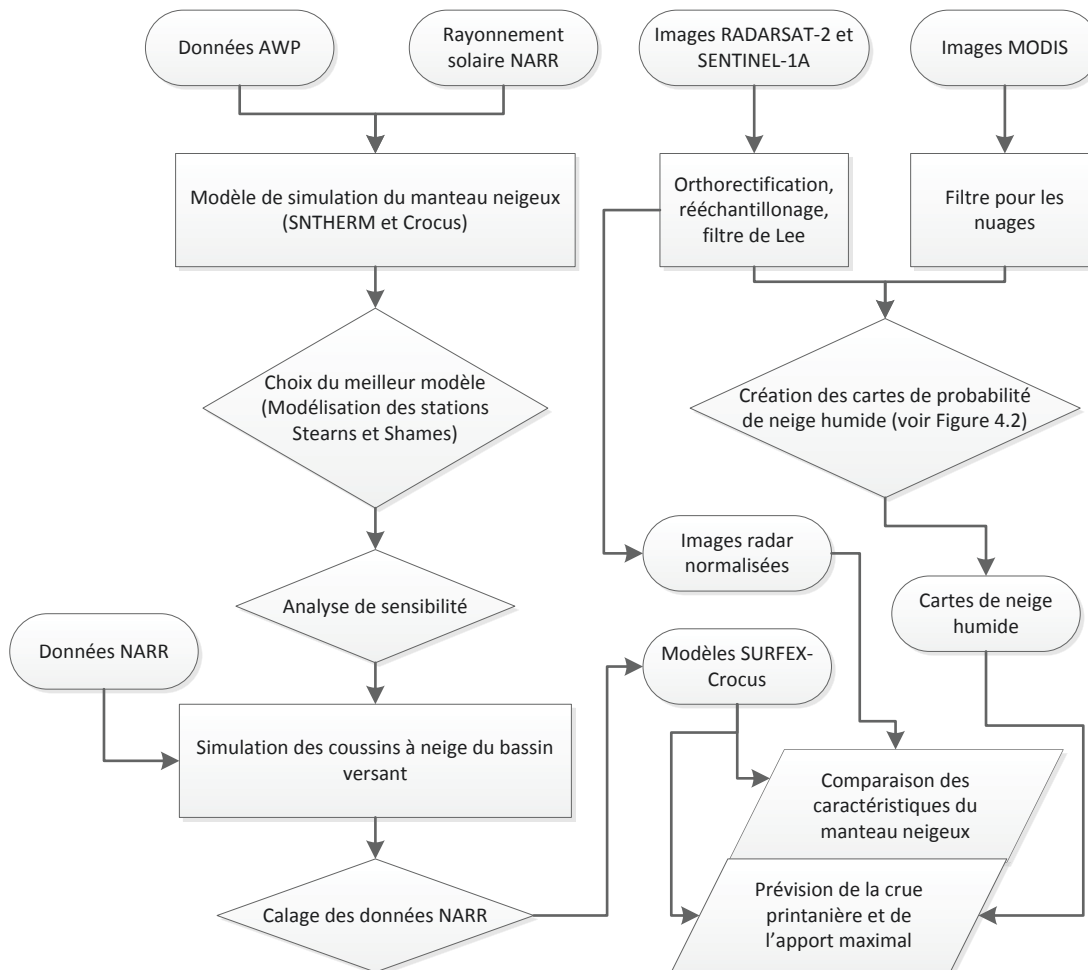 Données AWP
Rayonnement
solaire NARR
Images RADARSAT-2 et
SENTINEL-1A
Images MODIS
Modèle de simulation du manteau neigeux
(SNTHERM et Crocus)
Orthorectification,
rééchantillonage,
filtre de Lee
Filtre pour les
nuages
Choix du meilleur modèle
(Modélisation des stations
Stearns et Shames)
Création des cartes de probabilité
de neige humide (voir Figure 4.2)
Images radar
normalisées
Analyse de sensibilité
Cartes de neige
humide
Données NARR
Modèles SURFEX-
Crocus
Simulation des coussins à neige du bassin
versant
Comparaison des
caractéristiques du
manteau neigeux
Calage des données NARR
Prévision de la crue
printanière et de
l’apport maximal